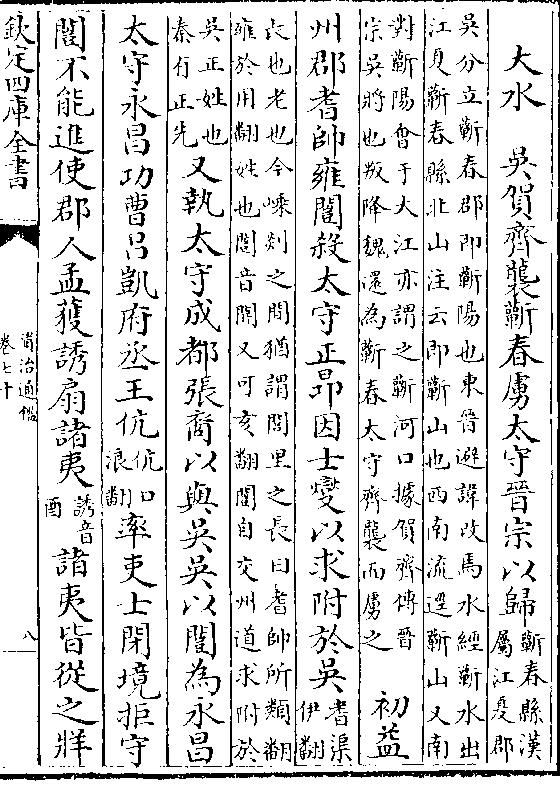 大水　吳賀齊襲蘄春虜太守晉宗以歸蘄春縣漢屬江夏郡
吳分立蘄春郡即蘄陽也東晉避諱改焉水經蘄水出江夏蘄春縣北山注云即蘄山也西南流逕蘄山又南
對蘄陽會于大江亦謂之蘄河口據賀齊傳晉宗吳將也叛降魏還為蘄春太守齊襲而虜之　初益
州郡耆帥雍闓殺太守正昂因士燮以求附於吳耆渠伊翻
長也老也今嵊剡之間猶謂閭里之長曰耆帥所類翻雍於用翻姓也闓音開又可亥翻闓自交州道求附於
吳正姓也秦有正先又執太守成都張裔以與吳吳以闓為永昌
太守永昌功曹呂凱府丞王伉伉口浪翻率吏士閉境拒守
闓不能進使郡人孟獲誘扇諸夷誘音酉諸夷皆從之牂
欽定四庫全書
資治通鑑
卷七十
八